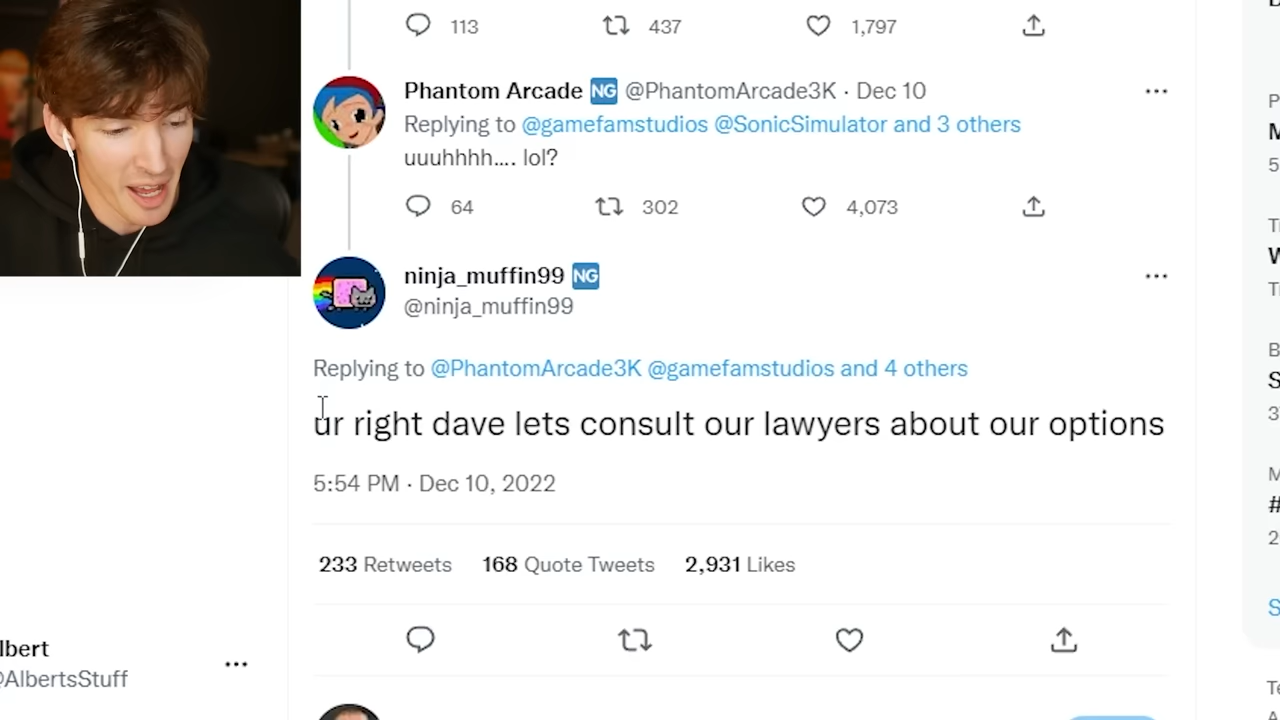 113 437 1,797
Phantom Arcade NG @PhantomArcade3K · Dec 10
Replying to @gamefamstudios @SonicSimulator and 3 others
uuuhhhh.... lol?
64 302 4,073
ninja_muffin99 NG
@ninja_muffin99
Replying to @PhantomArcade3K @gamefamstudios and 4 others
ur right dave lets consult our lawyers about our options
5:54 PM · Dec 10, 2022
233 Retweets 168 Quote Tweets 2,931 Likes
lbert
@AlbertsStuff